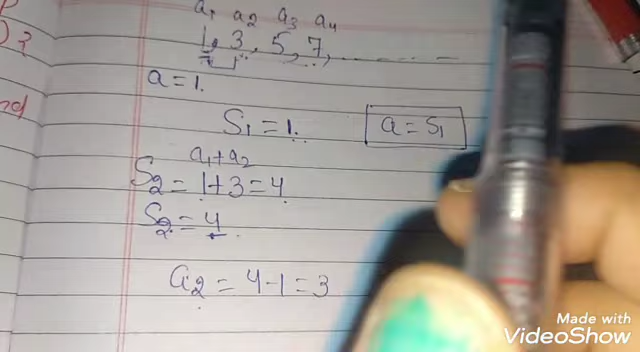 a1 a2 a3 a4
1, 3, 5, 7, ........
a=1.
S1=1. a=S1
a1+a2
S2=1+3=4
S2=4.
a2=4-1=3
Made with
VideoShow